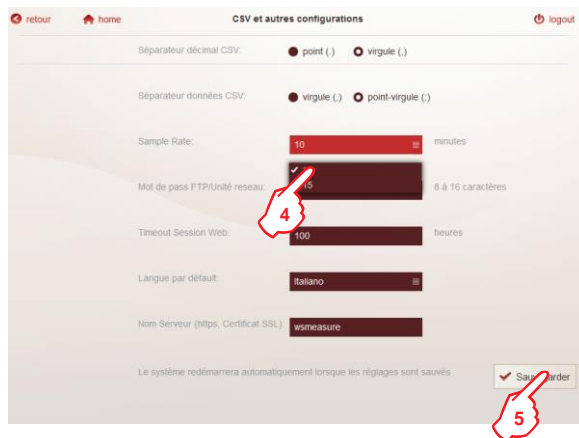 retour home CSV et autres configurations logout
Séparateur décimal CSV: point (.) virgule (,)
Séparateur données CSV: virgule (,) point-virgule (;)
Sample Rate: 10 minutes
15
Mot de pass FTP/Unité reseau: 8 à 16 caractères
4
Timeout Session Web: 100 heures
Langue par défault: Italiano
Nom Serveur (https, Certificat SSL): wsmeasure
Le système redémarrera automatiquement lorsque les réglages sont sauvés
5